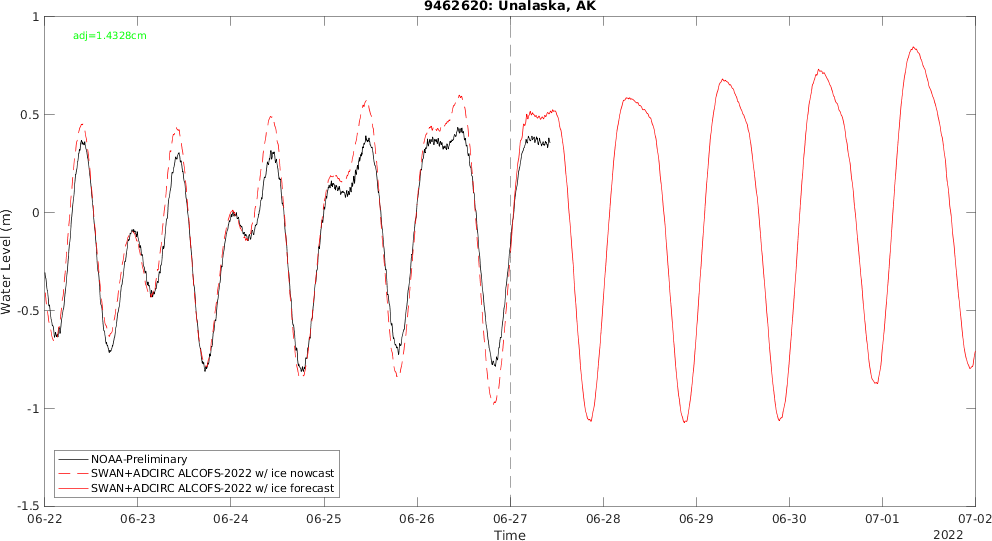 9462620: Unalaska, AK
adj=1.4328cm
1
0.5
0
-0.5
-1
-1.5
Water Level (m)
NOAA-Preliminary
SWAN+ADCIRC ALCOFS-2022 w/ ice nowcast
SWAN+ADCIRC ALCOFS-2022 w/ ice forecast
06-22 06-23 06-24 06-25 06-26 06-27 06-28 06-29 06-30 07-01 07-02
Time
2022